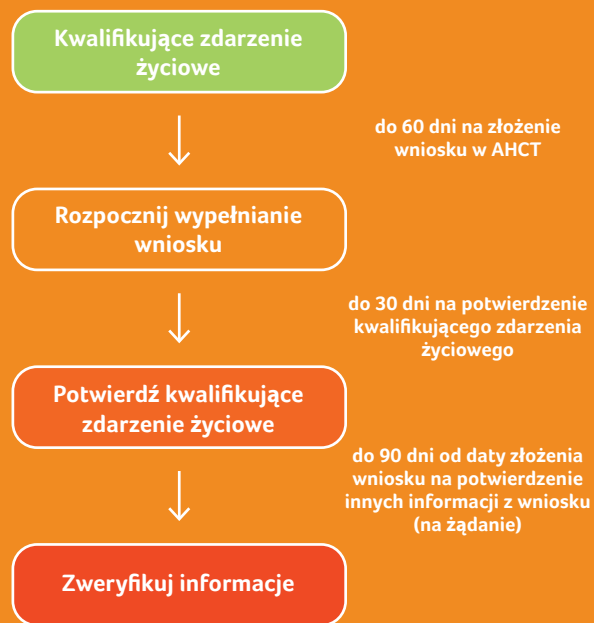 Kwalifikujące zdarzenie
życiowe
do 60 dni na złożenie
wniosku w AHCT
Rozpocznij wypełnianie
wniosku
do 30 dni na potwierdzenie
kwalifikującego zdarzenia
życiowego
Potwierdź kwalifikujące
zdarzenie życiowe
do 90 dni od daty złożenia
wniosku na potwierdzenie
innych informacji z wniosku
(na żądanie)
Zweryfikuj informacje